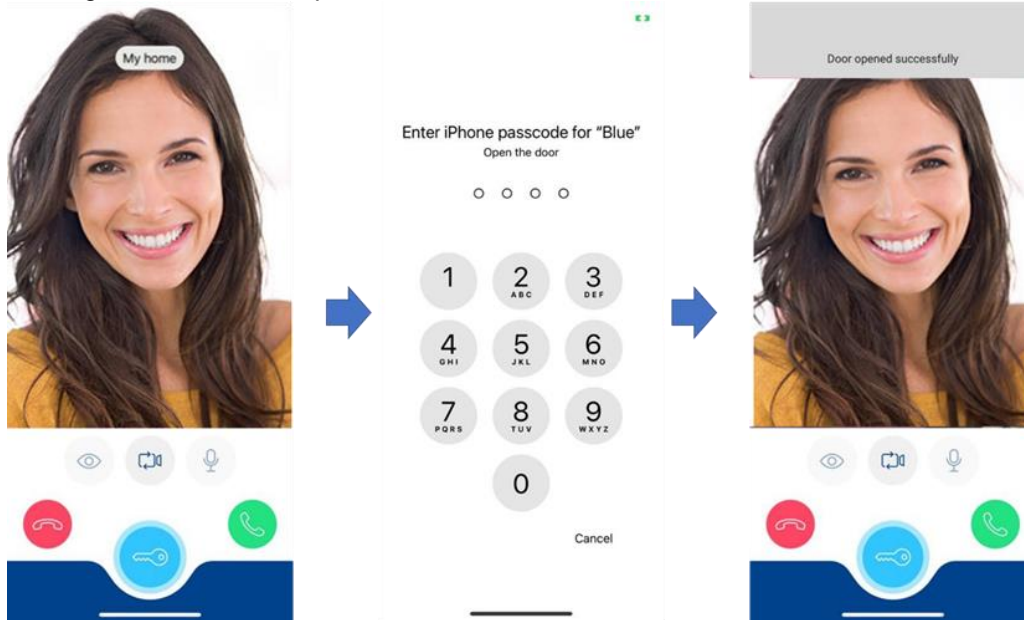 My home
Enter iPhone passcode for “Blue”
Open the door
1
2
ABC
3
DEF
4
GHI
5
JKL
6
MNO
7
PQRS
8
TUV
9
WXYZ
0
Cancel
Door opened successfully